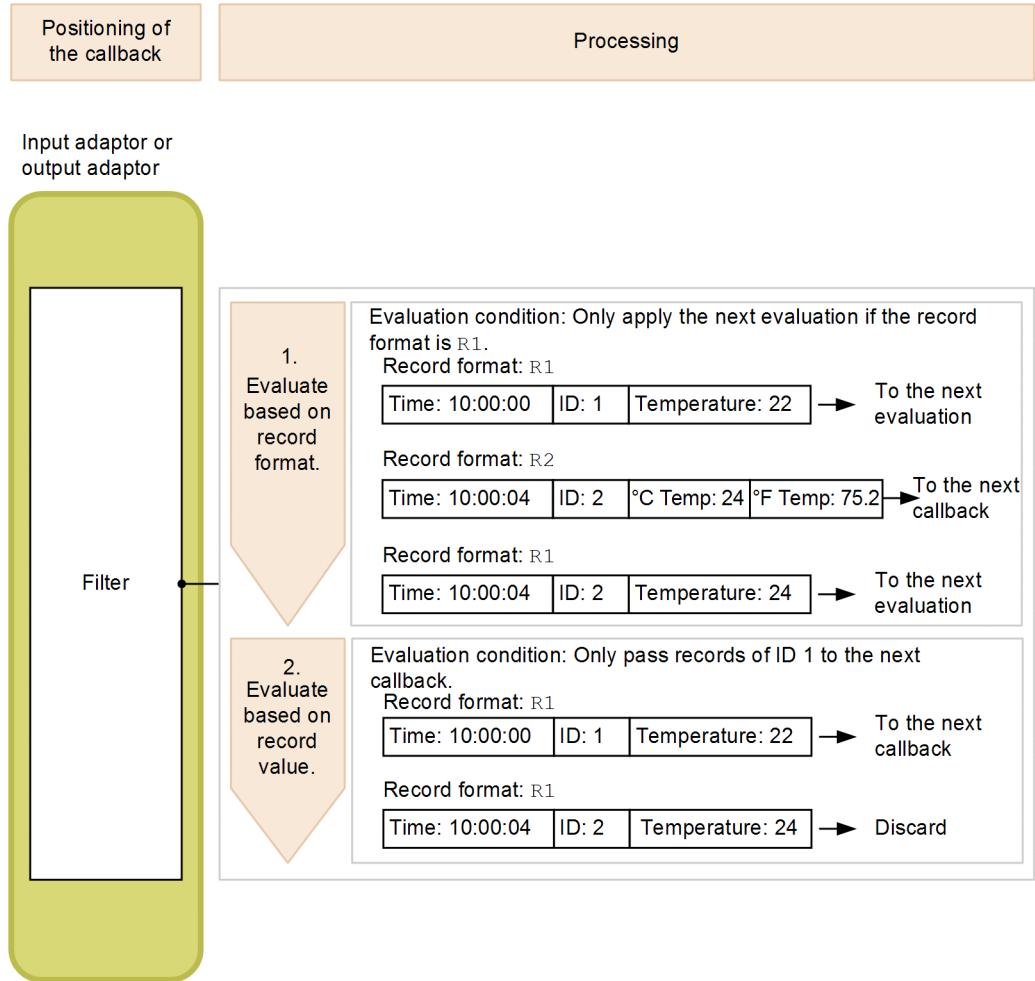 Positioning of
the callback
Processing
Input adaptor or
output adaptor
Filter
1.
Evaluate
based on
record
format.
Evaluation condition: Only apply the next evaluation if the record
format is R1.
Record format: R1
Time: 10:00:00 ID: 1 Temperature: 22
To the next
evaluation
Record format: R2
Time: 10:00:04 ID: 2 °C Temp: 24 °F Temp: 75.2
To the next
callback
Record format: R1
Time: 10:00:04 ID: 2 Temperature: 24
To the next
evaluation
2.
Evaluate
based on
record
value.
Evaluation condition: Only pass records of ID 1 to the next
callback.
Record format: R1
Time: 10:00:00 ID: 1 Temperature: 22
To the next
callback
Record format: R1
Time: 10:00:04 ID: 2 Temperature: 24
Discard